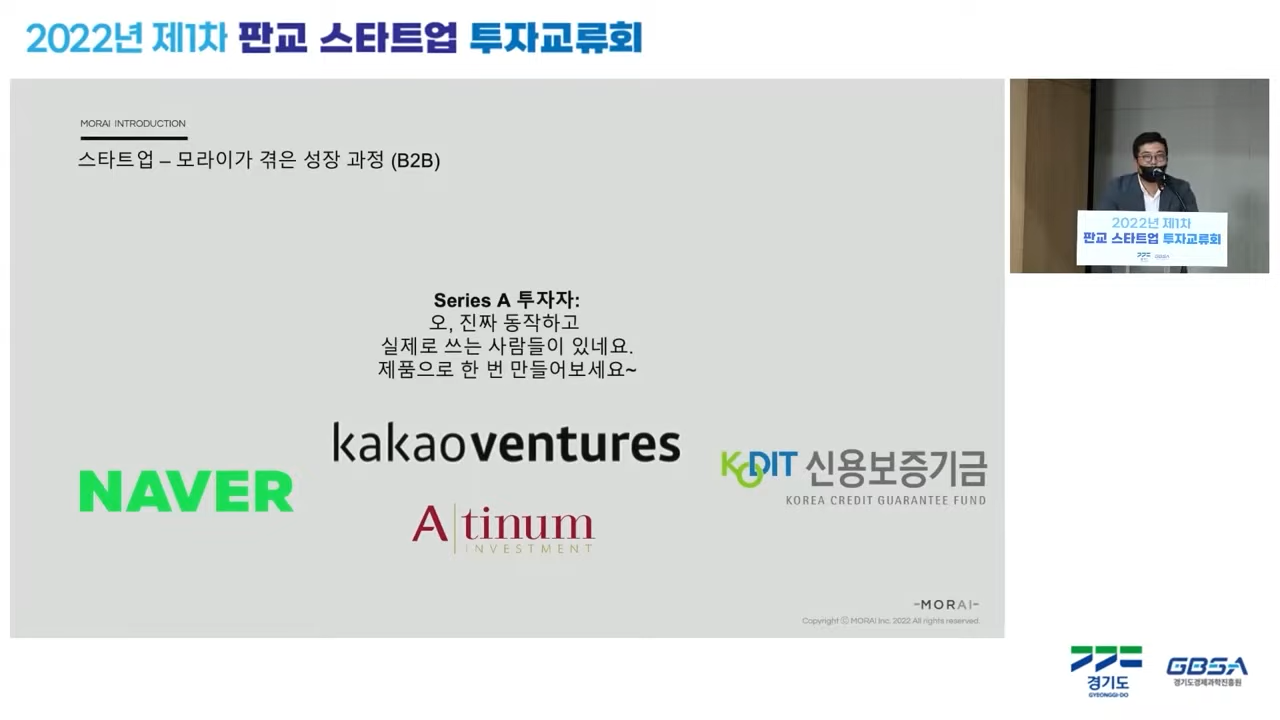 2022년 제1차 판교 스타트업 투자교류회
MORAI INTRODUCTION
스타트업 – 모라이가 겪은 성장 과정 (B2B)
Series A 투자자:
오, 진짜 동작하고
실제로 쓰는 사람들이 있네요.
제품으로 한 번 만들어보세요~
kakaoventures
NAVER
KODIT 신용보증기금
KOREA CREDIT GUARANTEE FUND
Atinum
INVESTMENT
-MORAI-
Copyright ⓒ MORAI Inc. 2022 All rights reserved.
2022년 제1차
판교 스타트업 투자교류회
경기도
GYEONGGI-DO
GBSA
경기도경제과학진흥원